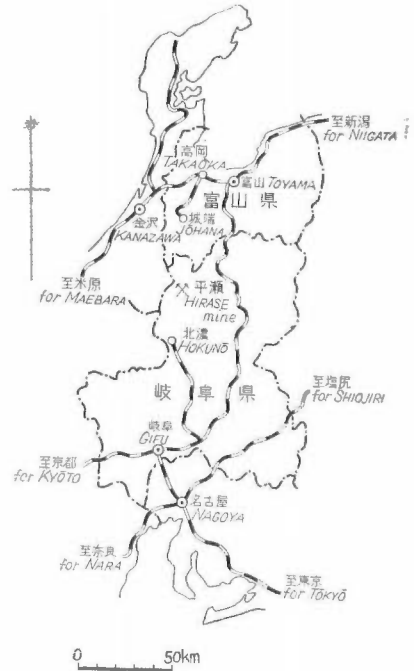 至新潟
for NIIGATA
高岡
TAKAOKA
富山 TOYAMA
富山県
城端
JŌHANA
金沢
KANAZAWA
至米原
for MAEBARA
平瀬
HIRASE
mine
北濃
HOKUNŌ
岐阜県
至塩尻
for SHIOJIRI
岐阜
GIFU
至京都
for KYŌTO
名古屋
NAGOYA
至奈良
for NARA
至東京
for TŌKYŌ
0 50km